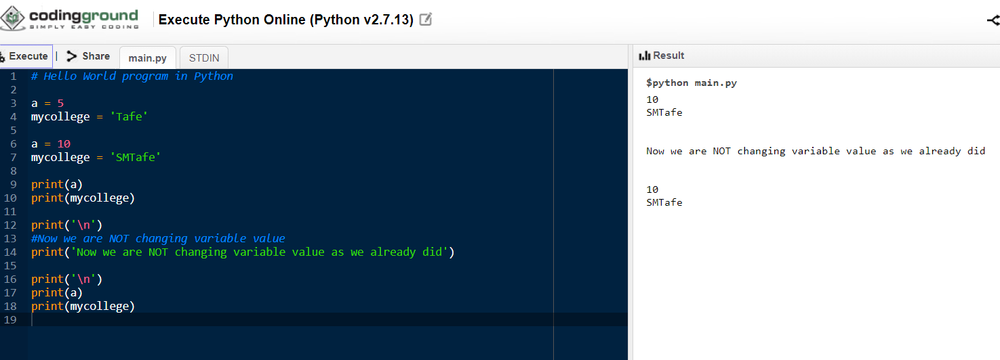 codingground
SIMPLY EASY CODING
Execute Python Online (Python v2.7.13)
Execute | Share main.py STDIN
1 # Hello World program in Python
2
3 a = 5
4 mycollege = 'Tafe'
5
6 a = 10
7 mycollege = 'SMTafe'
8
9 print(a)
10 print(mycollege)
11
12 print('\n')
13 #Now we are NOT changing variable value
14 print('Now we are NOT changing variable value as we already did')
15
16 print('\n')
17 print(a)
18 print(mycollege)
19
Result
$python main.py
10
SMTafe
Now we are NOT changing variable value as we already did
10
SMTafe